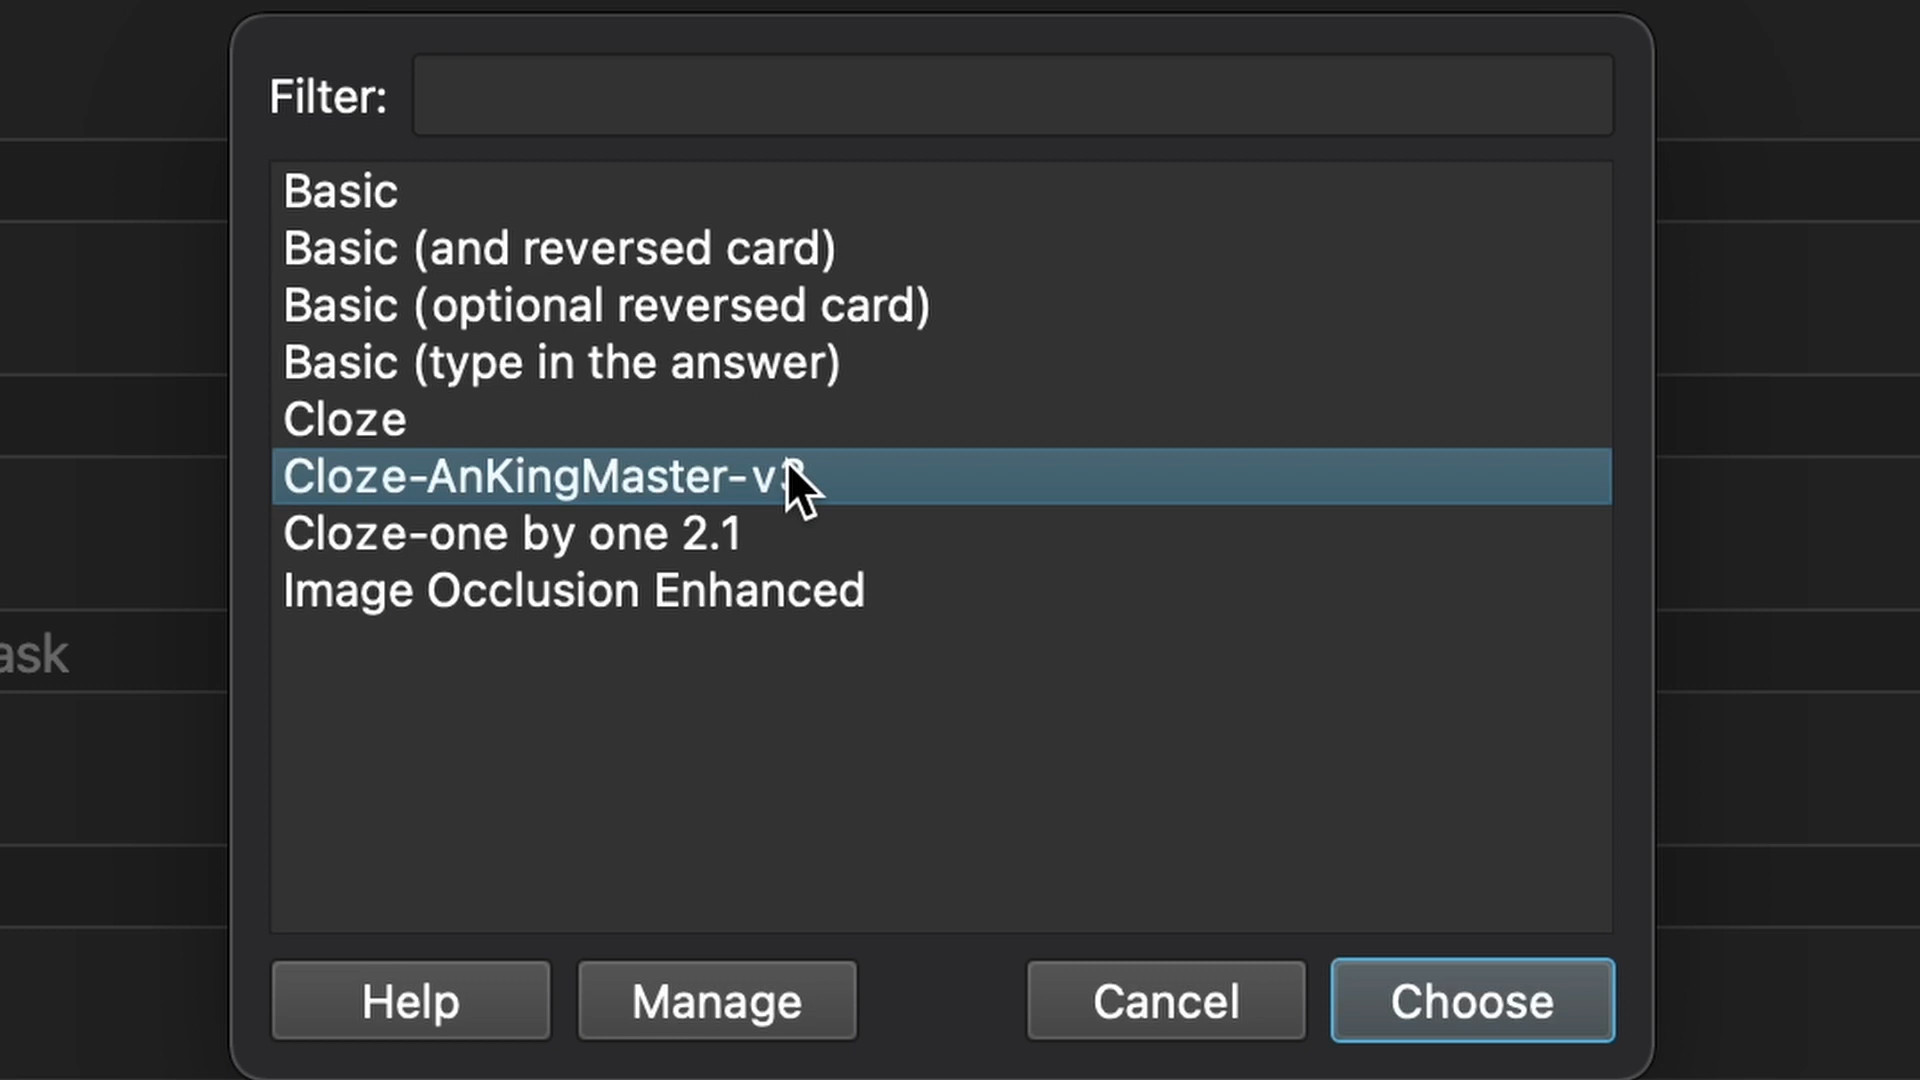 Filter:
Basic
Basic (and reversed card)
Basic (optional reversed card)
Basic (type in the answer)
Cloze
Cloze-AnKingMaster-v3
Cloze-one by one 2.1
Image Occlusion Enhanced
ask
Help
Manage
Cancel
Choose